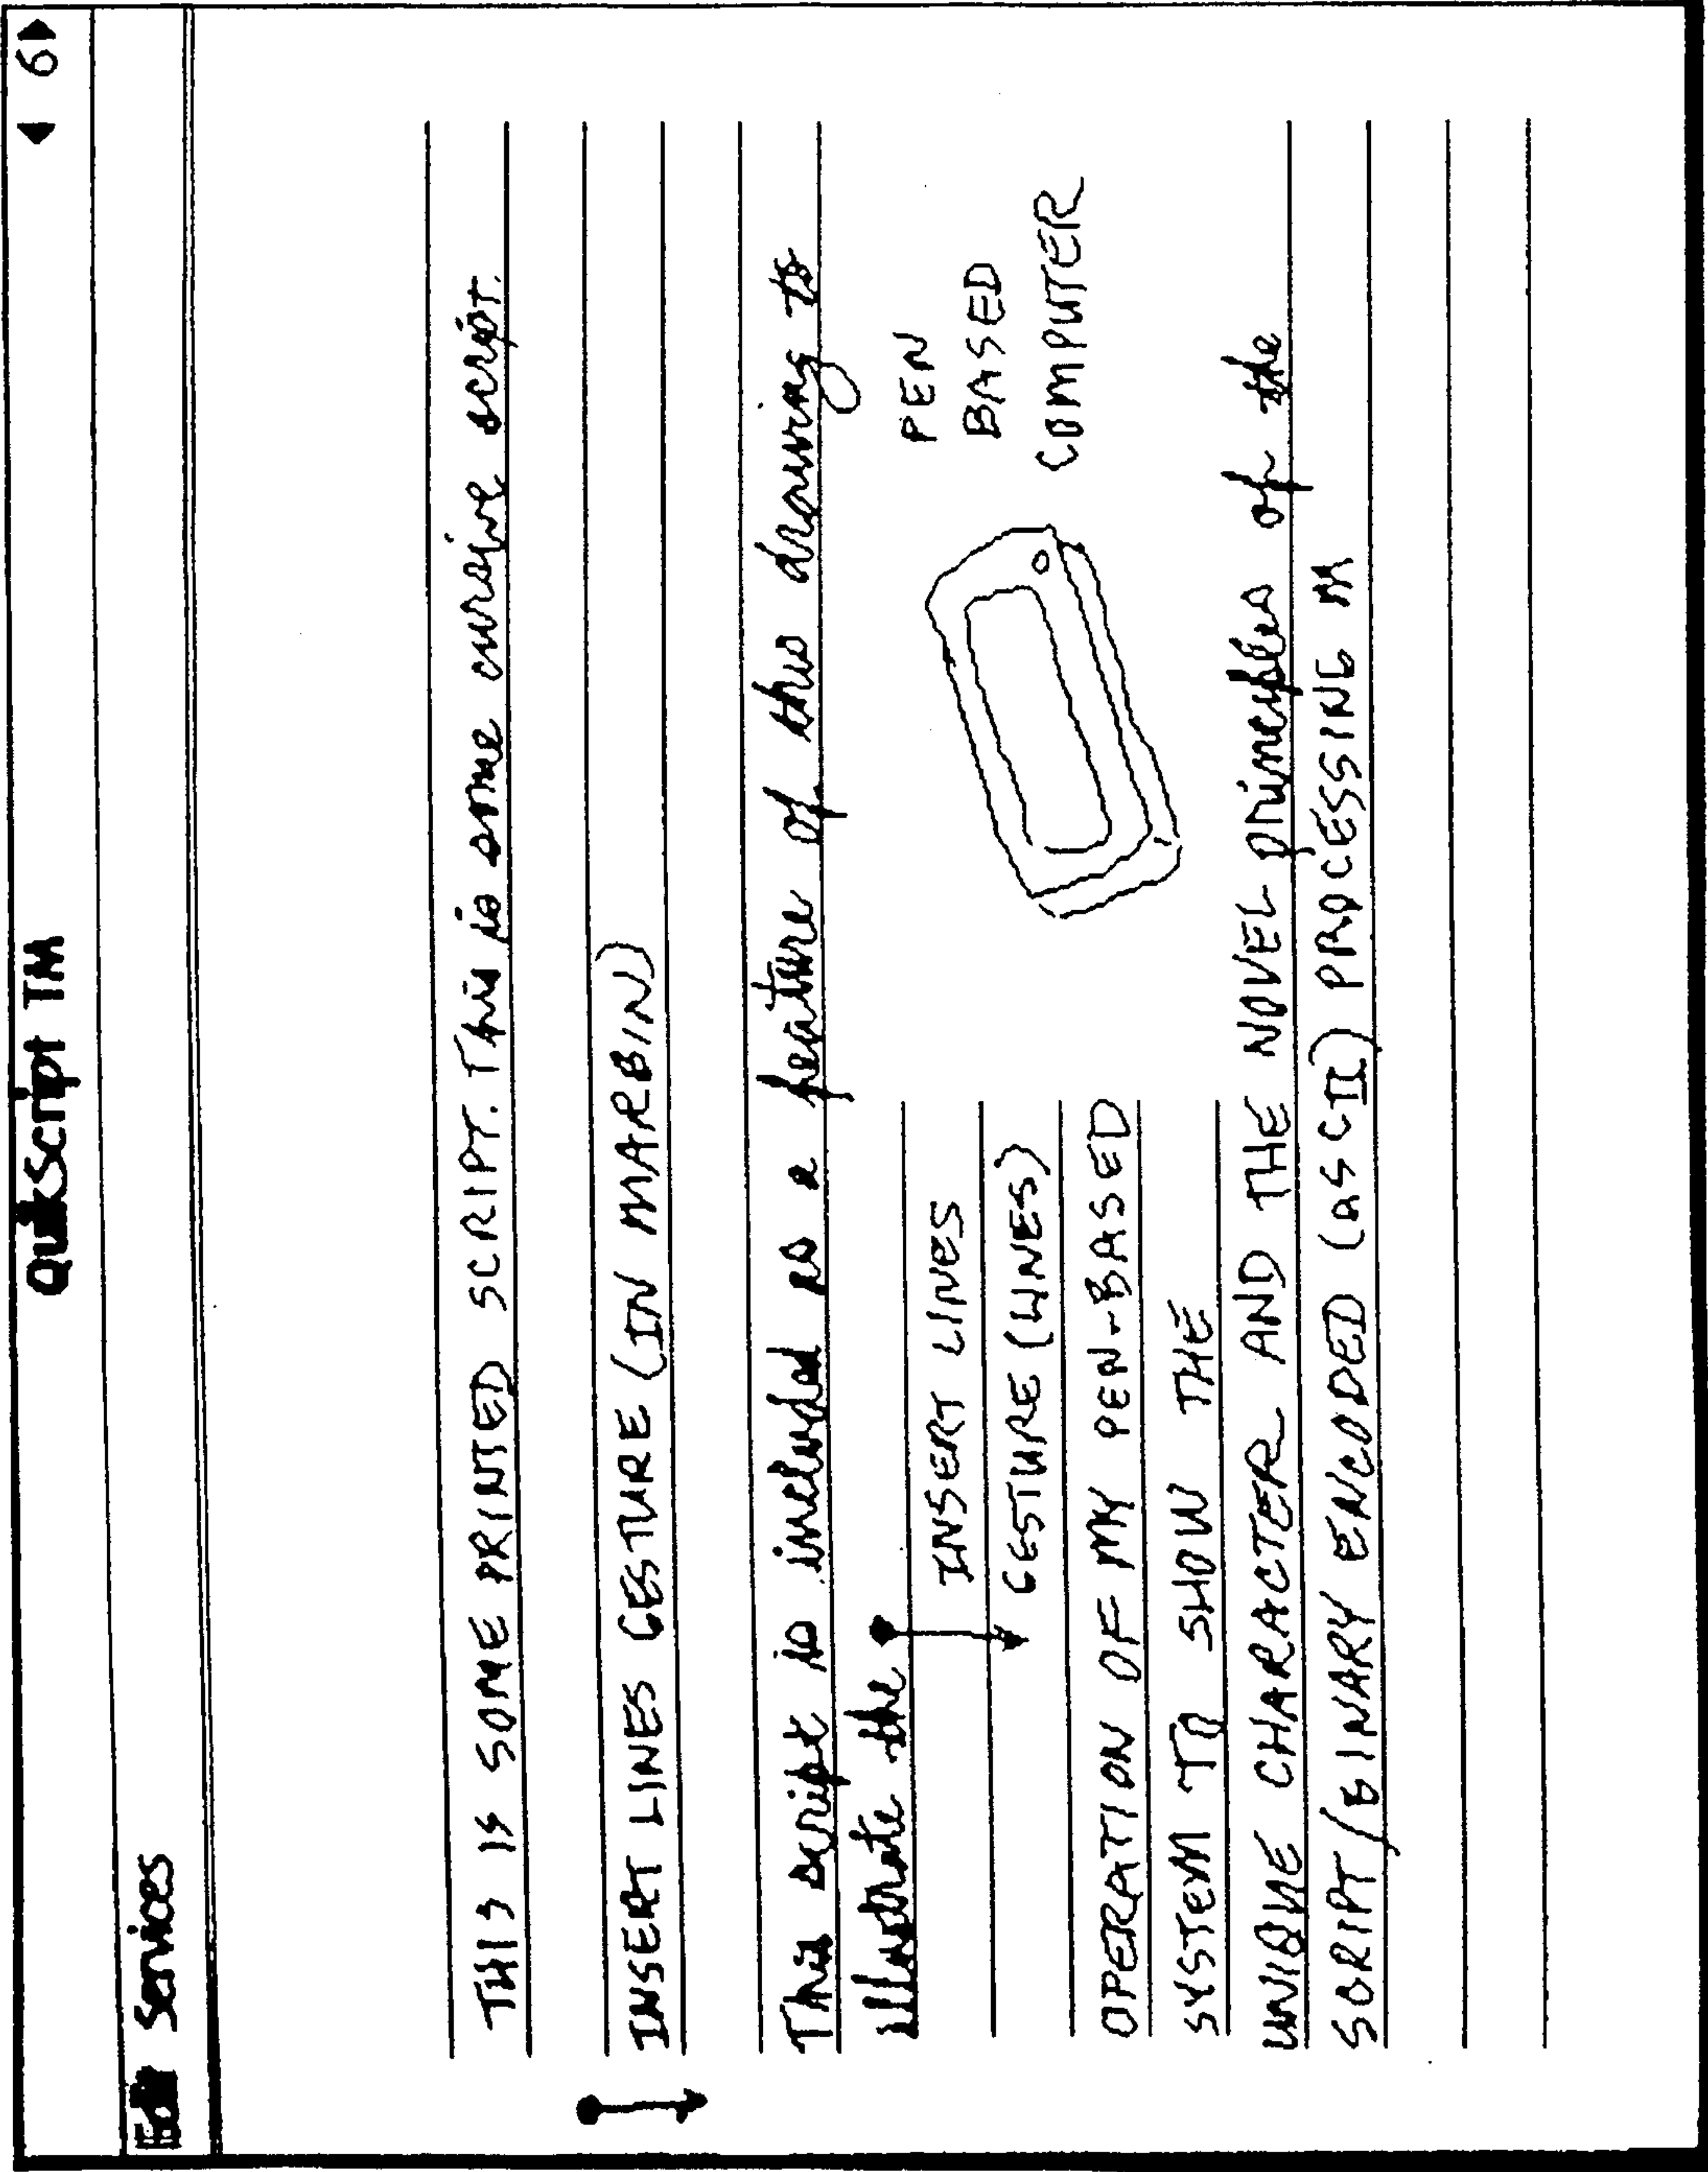 QuikScript TM
6
Edit Services
THIS IS SOME PRINTED SCRIPT. This is some cursive script.
INSERT LINES GESTURE (IN MARGIN)
This script is included as a feature of this drawing to
illustrate the
INSERT LINES
GESTURE (LINES)
PEN
BASED
COMPUTER
OPERATION OF MY PEN-BASED
SYSTEM TO SHOW THE
UNIQUE CHARACTER AND THE NOVEL principles of the
SCRIPT/BINARY ENCODED (ASCII) PROCESSING M